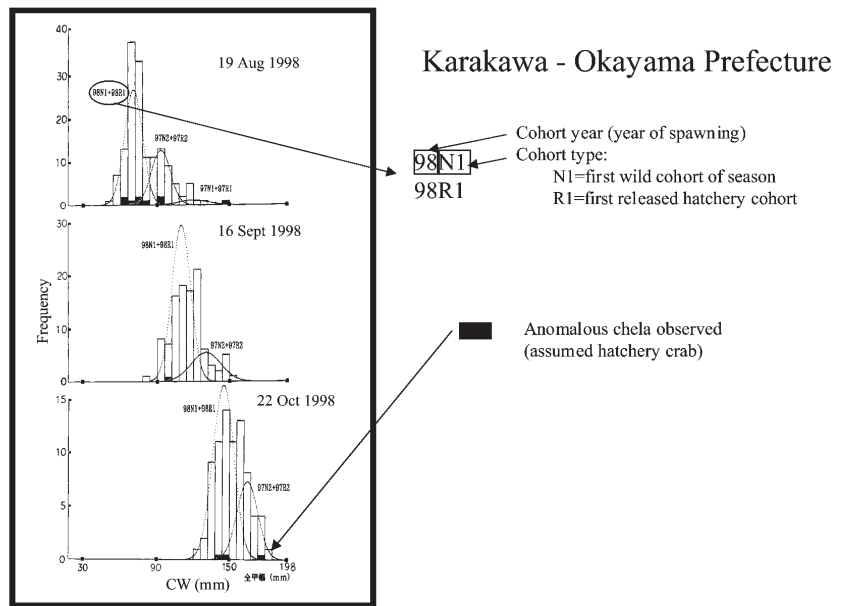 40
30
20
10
0
19 Aug 1998
98N1+98R1
97N2+97R2
97N1+97R1
30
20
10
0
16 Sept 1998
98N1+98R1
97N2+97R2
Frequency
15
10
5
0
22 Oct 1998
98N1+98R1
97N2+97R2
30 90 150 198
CW (mm) 全甲幅 (mm)
Karakawa - Okayama Prefecture
98N1
98R1
Cohort year (year of spawning)
Cohort type:
N1=first wild cohort of season
R1=first released hatchery cohort
Anomalous chela observed
(assumed hatchery crab)